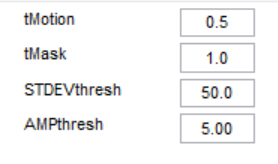 tMotion 0.5
tMask 1.0
STDEVthresh 50.0
AMPthresh 5.00